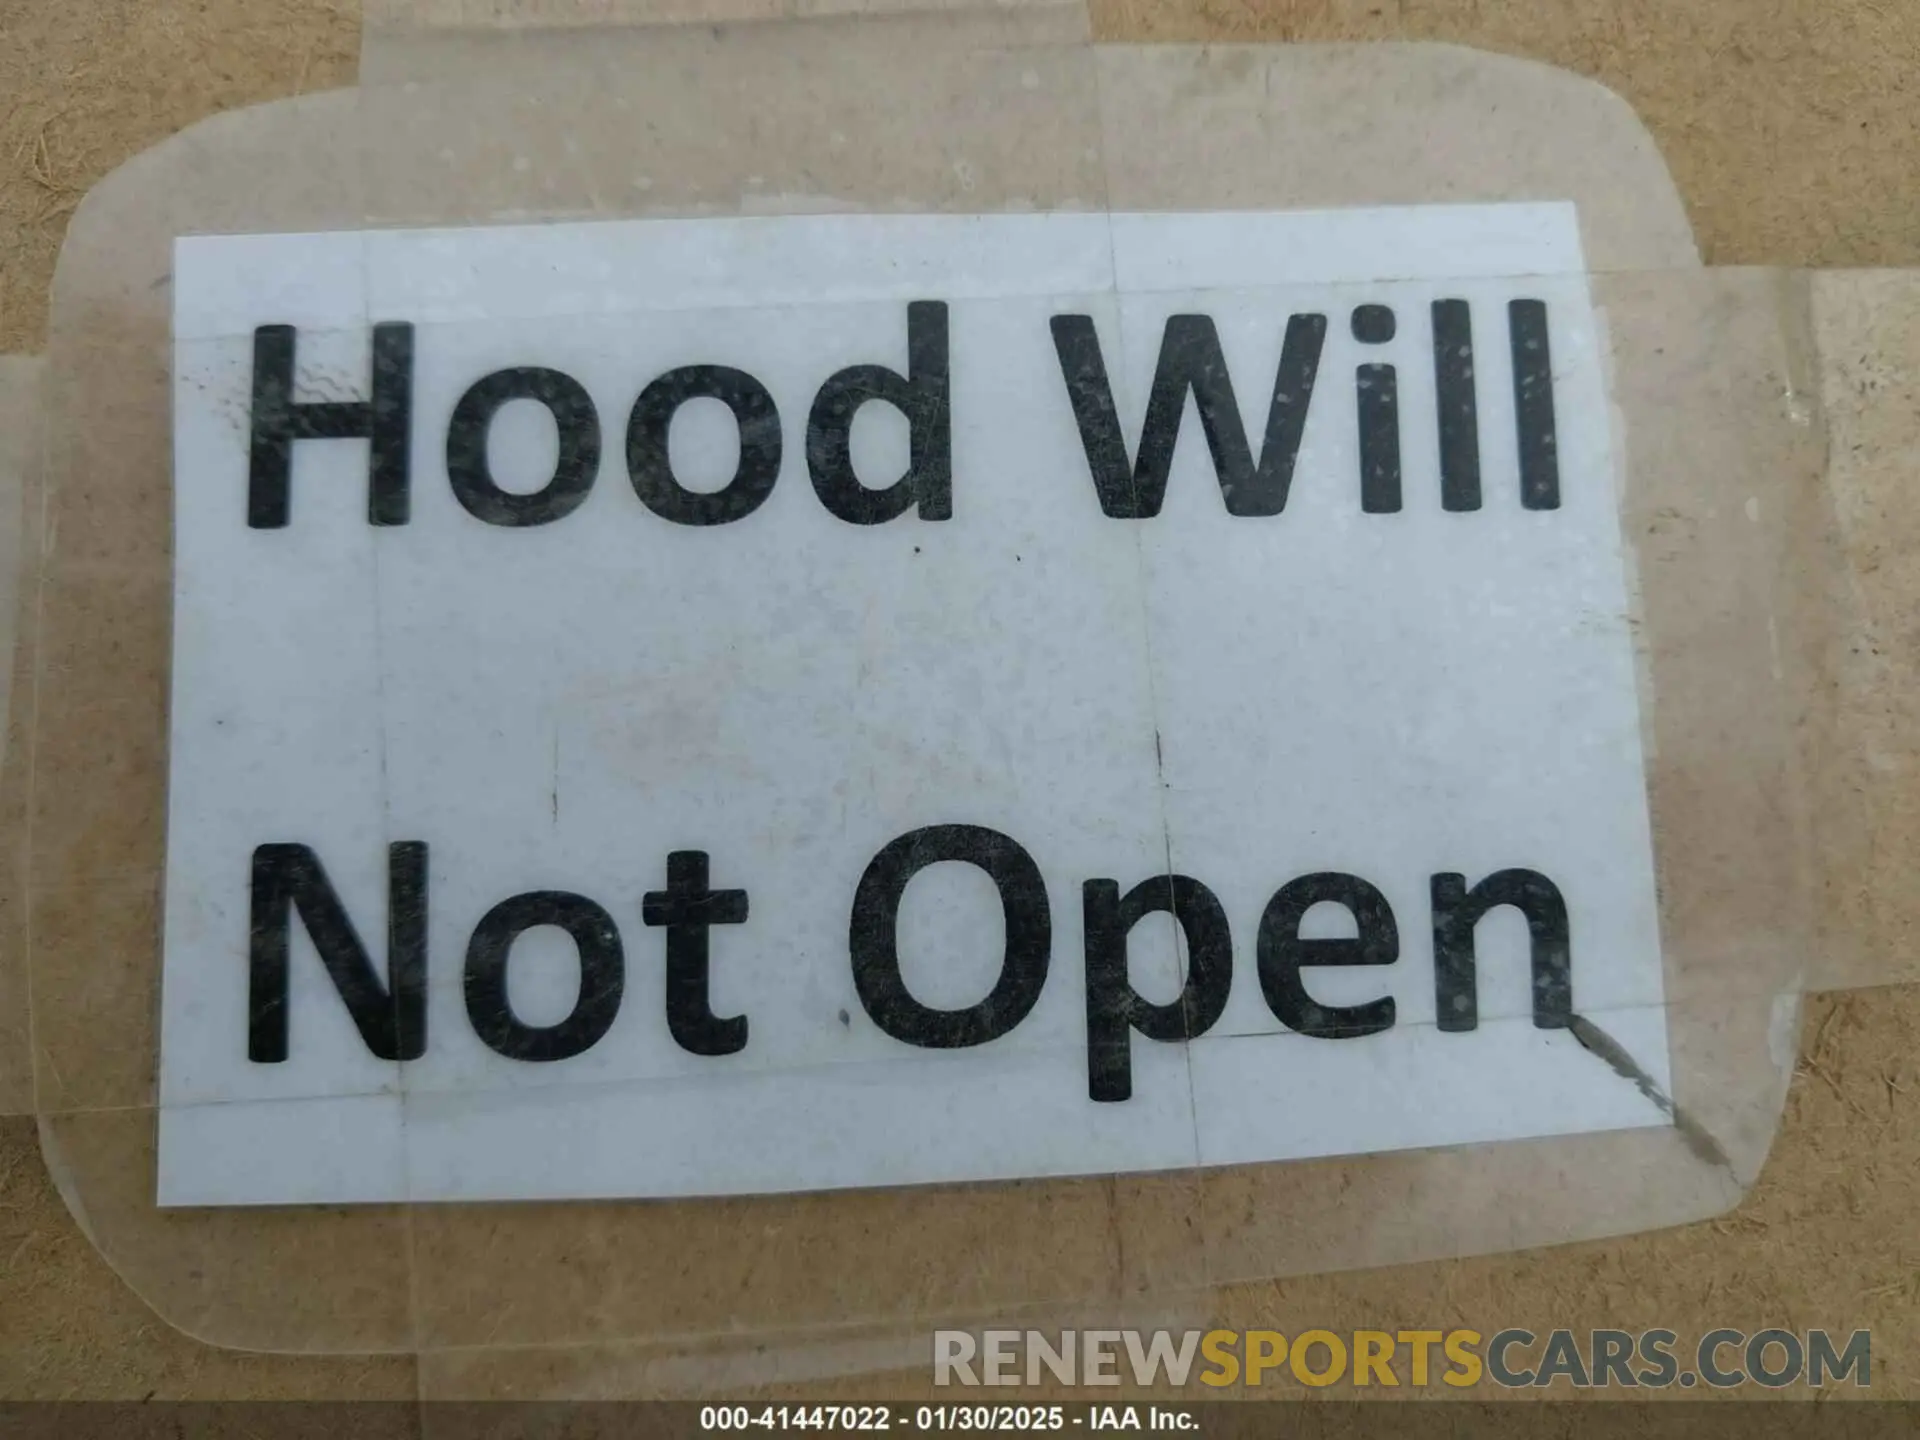 Hood Will
Not Open
RENEWSPORTSCARS.COM
000-41447022 - 01/30/2025 - IAA Inc.